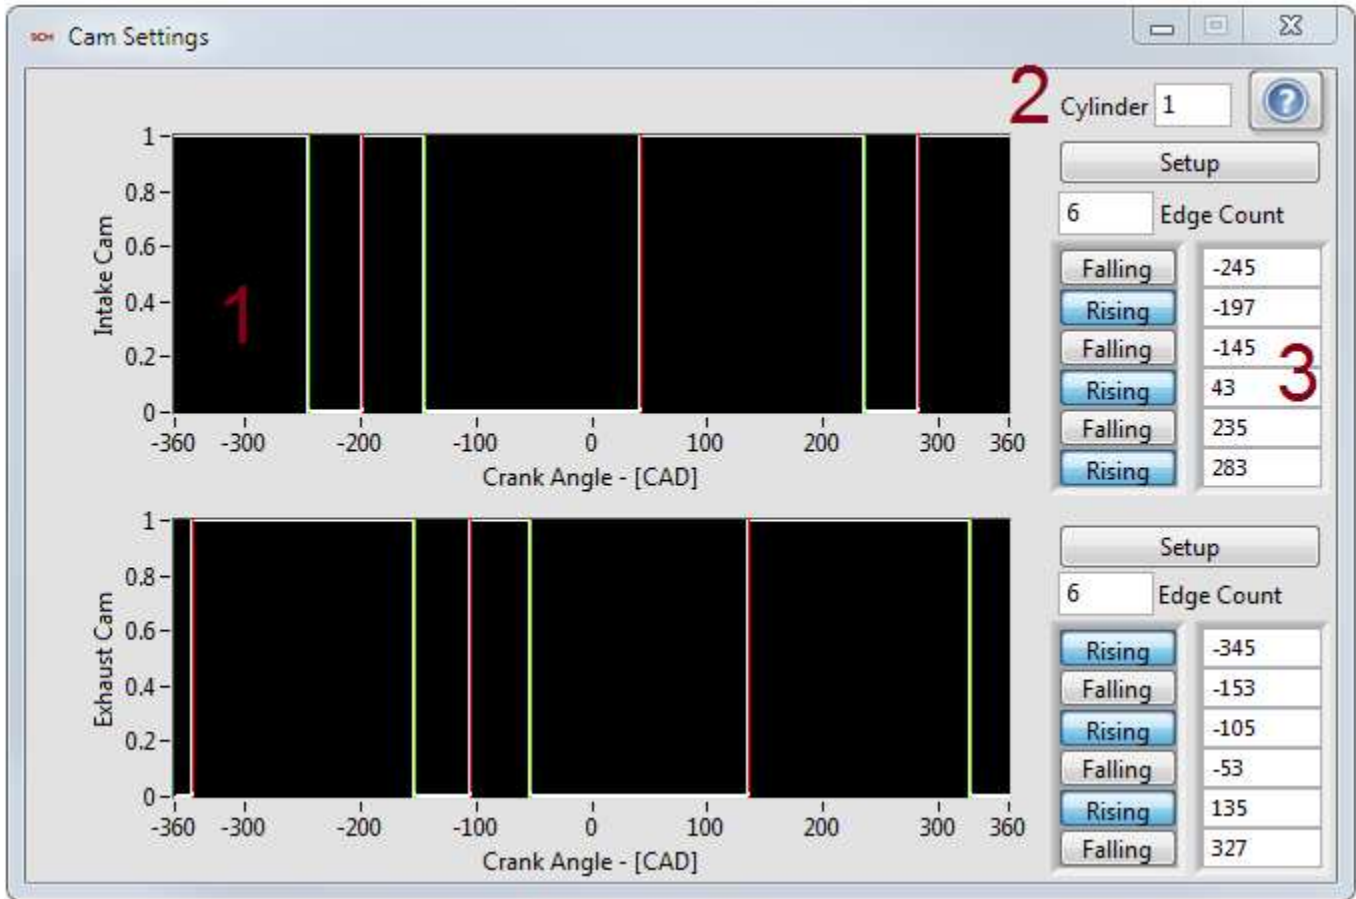 SCM Cam Settings
2 Cylinder 1
Setup
6 Edge Count
Falling -245
Rising -197
Falling -145
Rising 43
Falling 235
Rising 283
3
1
0.8
0.6
0.4
0.2
0
Intake Cam
1
-360 -300 -200 -100 0 100 200 300 360
Crank Angle - [CAD]
Setup
6 Edge Count
Rising -345
Falling -153
Rising -105
Falling -53
Rising 135
Falling 327
1
0.8
0.6
0.4
0.2
0
Exhaust Cam
-360 -300 -200 -100 0 100 200 300 360
Crank Angle - [CAD]